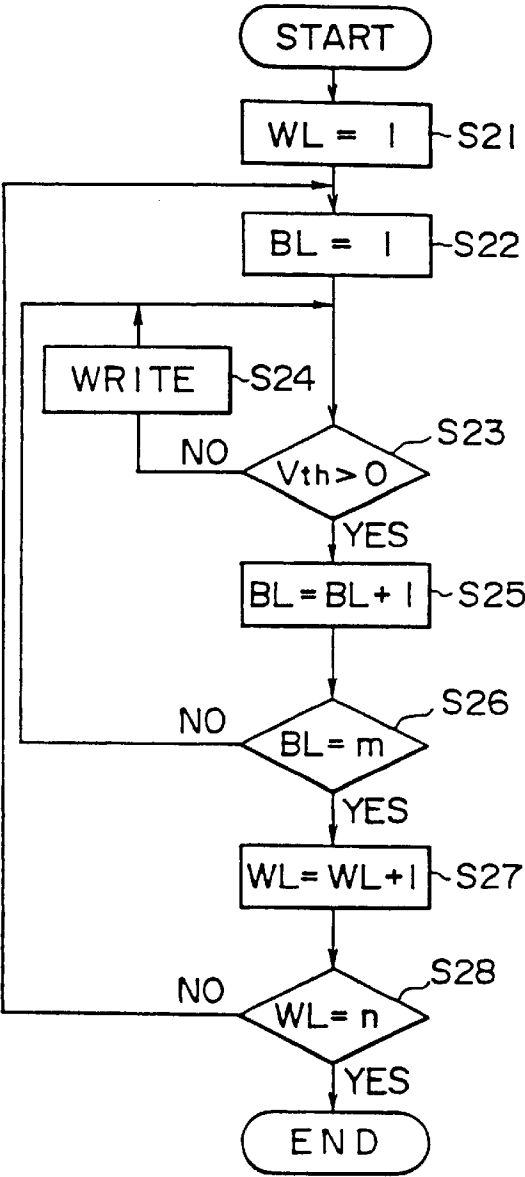 START
WL = 1
S21
BL = 1
S22
WRITE
S24
S23
NO
Vth>0
YES
BL=BL+1
S25
S26
NO
BL=m
YES
WL=WL+1
S27
S28
NO
WL=n
YES
END